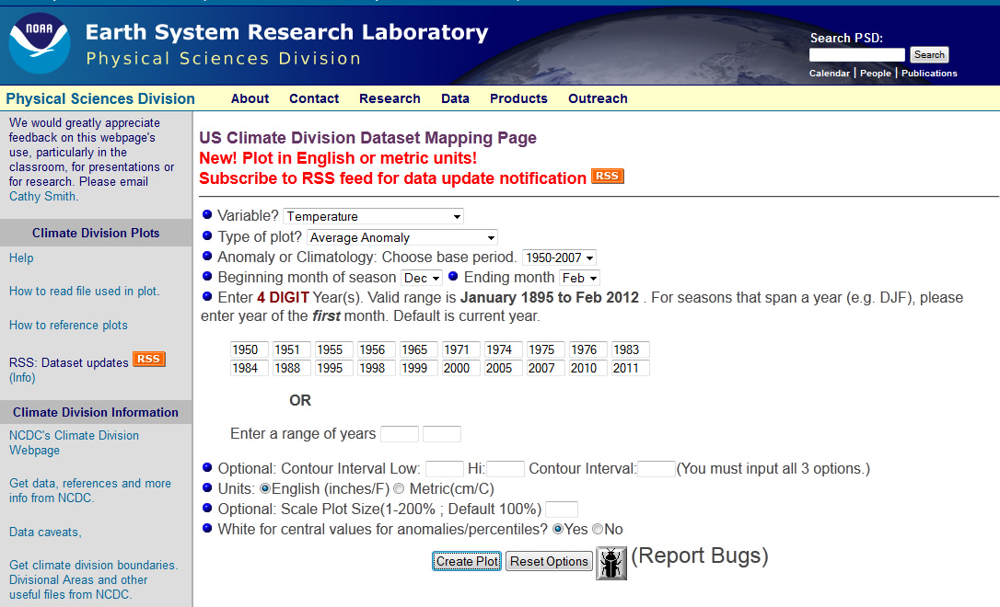 NOAA
Earth System Research Laboratory
Physical Sciences Division
Search PSD:
Search
Calendar | People | Publications
Physical Sciences Division
About Contact Research Data Products Outreach
We would greatly appreciate
feedback on this webpage's
use, particularly in the
classroom, for presentations or
for research. Please email
Cathy Smith.
Climate Division Plots
Help
How to read file used in plot.
How to reference plots
RSS: Dataset updates RSS
(Info)
Climate Division Information
NCDC's Climate Division
Webpage
Get data, references and more
info from NCDC.
Data caveats,
Get climate division boundaries.
Divisional Areas and other
useful files from NCDC.
US Climate Division Dataset Mapping Page
New! Plot in English or metric units!
Subscribe to RSS feed for data update notification RSS
Variable? Temperature
Type of plot? Average Anomaly
Anomaly or Climatology: Choose base period. 1950-2007
Beginning month of season Dec Ending month Feb
Enter 4 DIGIT Year(s). Valid range is January 1895 to Feb 2012 . For seasons that span a year (e.g. DJF), please
enter year of the first month. Default is current year.
1950 1951 1955 1956 1965 1971 1974 1975 1976 1983
1984 1988 1995 1998 1999 2000 2005 2007 2010 2011
OR
Enter a range of years
Optional: Contour Interval Low: Hi: Contour Interval: (You must input all 3 options.)
Units: English (inches/F) Metric(cm/C)
Optional: Scale Plot Size(1-200% ; Default 100%)
White for central values for anomalies/percentiles? Yes No
Create Plot Reset Options (Report Bugs)